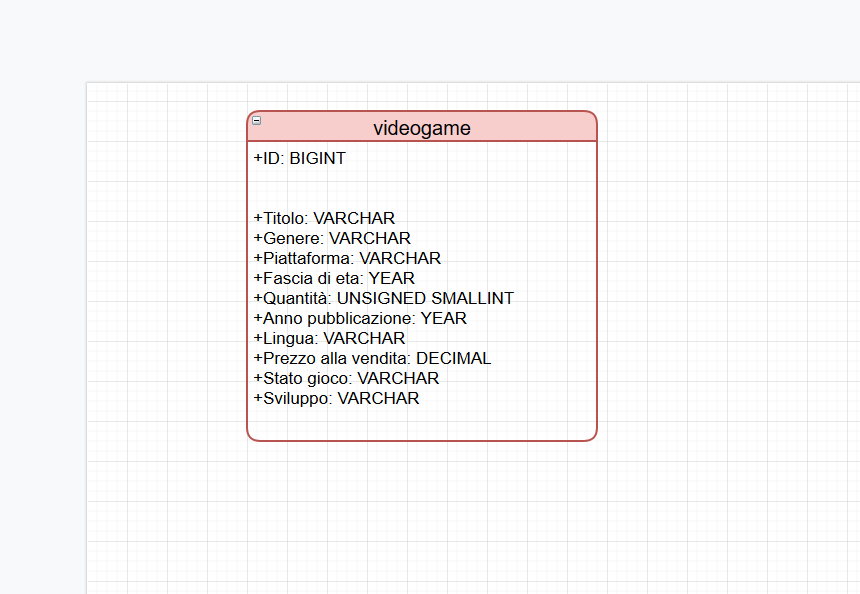 videogame
+ID: BIGINT
+Titolo: VARCHAR
+Genere: VARCHAR
+Piattaforma: VARCHAR
+Fascia di eta: YEAR
+Quantità: UNSIGNED SMALLINT
+Anno pubblicazione: YEAR
+Lingua: VARCHAR
+Prezzo alla vendita: DECIMAL
+Stato gioco: VARCHAR
+Sviluppo: VARCHAR